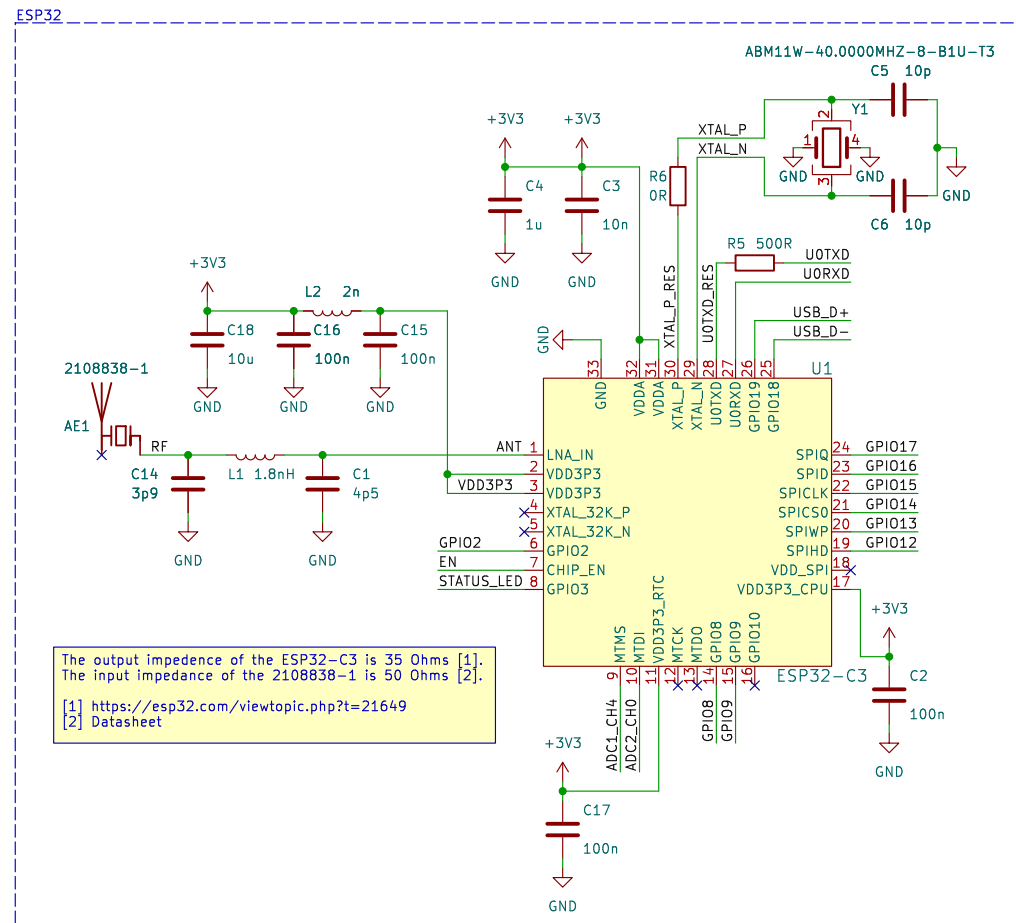 ESP32
ABM11W-40.0000MHZ-8-B1U-T3
C5 10p
Y1
2
1
4
3
GND
GND
GND
C6 10p
XTAL_P
XTAL_N
R6
0R
+3V3
+3V3
C4
1u
C3
10n
GND
GND
XTAL_P_RES
U0TXD_RES
R5 500R
U0TXD
U0RXD
USB_D+
USB_D-
+3V3
L2 2n
C18
10u
C16
100n
C15
100n
GND
GND
GND
GND
2108838-1
AE1
RF
C14
3p9
L1 1.8nH
C1
4p5
GND
GND
ANT
VDD3P3
GPIO2
EN
STATUS_LED
U1
33
32
31
30
29
28
27
26
25
GND
VDDA
VDDA
XTAL_P
XTAL_N
U0TXD
U0RXD
GPIO19
GPIO18
1 LNA_IN
2 VDD3P3
3 VDD3P3
4 XTAL_32K_P
5 XTAL_32K_N
6 GPIO2
7 CHIP_EN
8 GPIO3
SPIQ 24 GPIO17
SPID 23 GPIO16
SPICLK 22 GPIO15
SPICS0 21 GPIO14
SPIWP 20 GPIO13
SPIHD 19 GPIO12
VDD_SPI 18
VDD3P3_CPU 17
MTMS
MTDI
VDD3P3_RTC
MTCK
MTDO
GPIO8
GPIO9
GPIO10
9
10
11
12
13
14
15
16
ESP32-C3
ADC1_CH4
ADC2_CH0
GPIO8
GPIO9
+3V3
C2
100n
GND
+3V3
C17
100n
GND
The output impedence of the ESP32-C3 is 35 Ohms [1].
The input impedance of the 2108838-1 is 50 Ohms [2].
[1] https://esp32.com/viewtopic.php?t=21649
[2] Datasheet